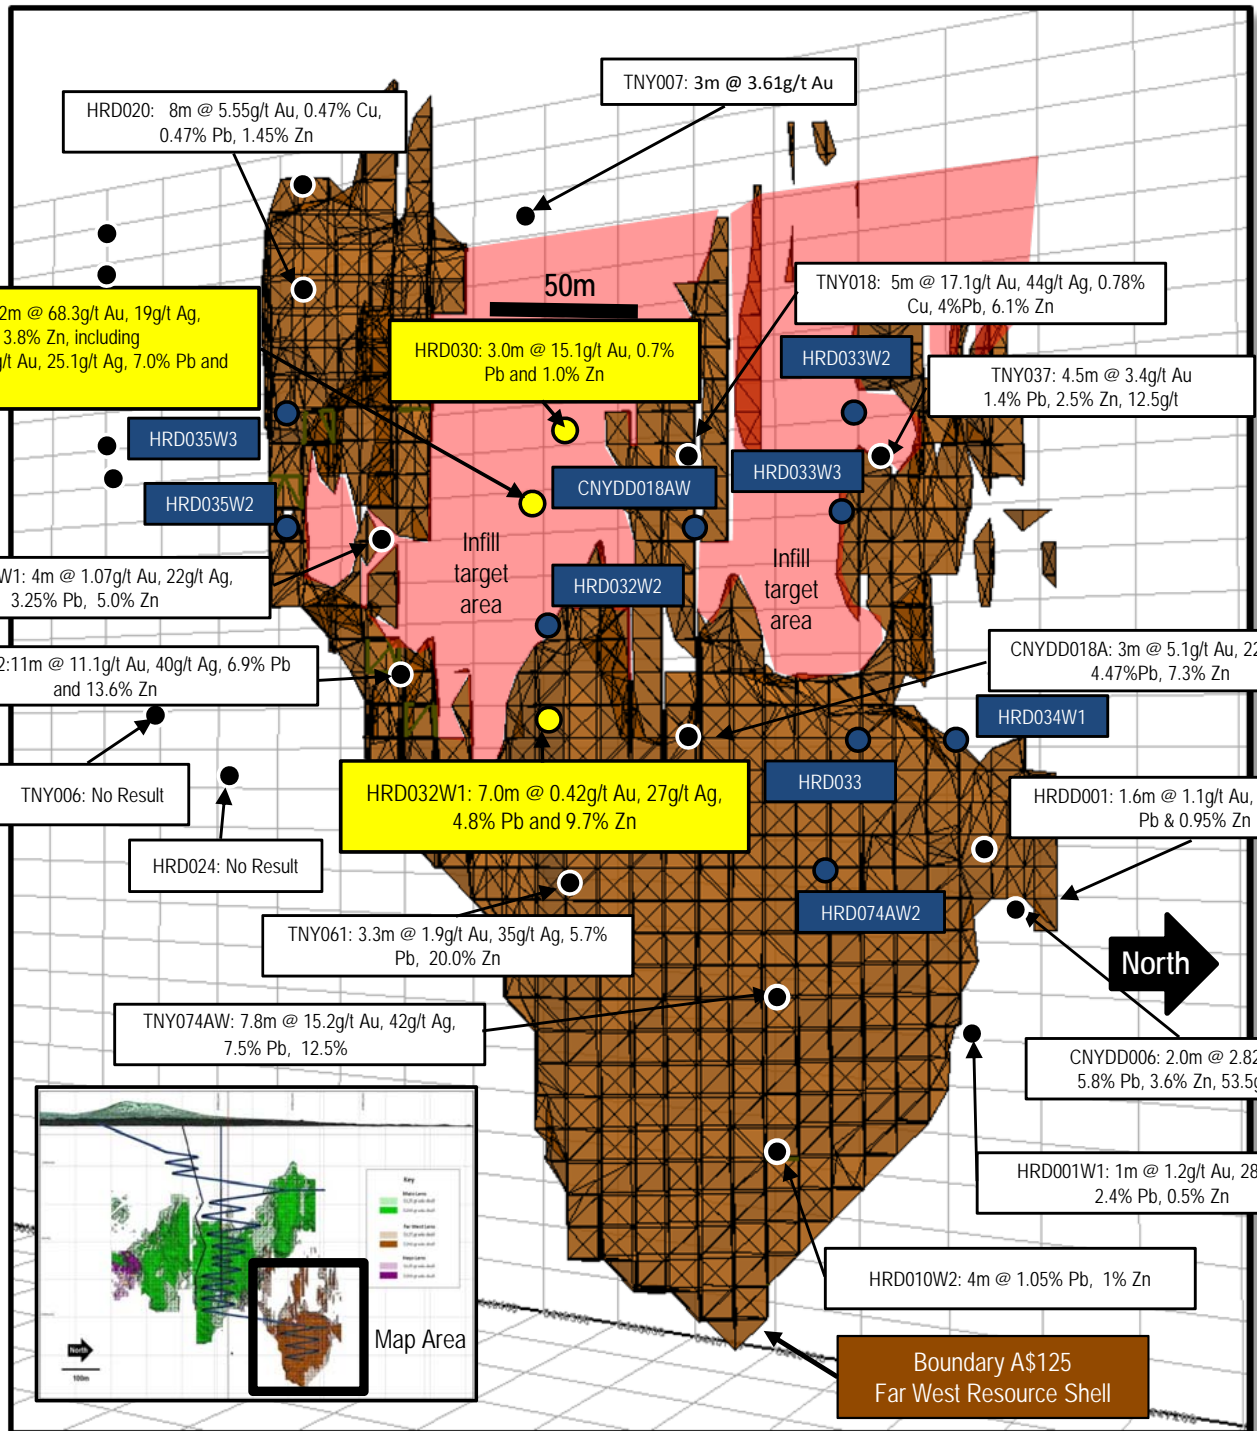 TNY007: 3m @ 3.61g/t Au
HRD020: 8m @ 5.55g/t Au, 0.47% Cu,
0.47% Pb, 1.45% Zn
50m
TNY018: 5m @ 17.1g/t Au, 44g/t Ag, 0.78%
Cu, 4%Pb, 6.1% Zn
2m @ 68.3g/t Au, 19g/t Ag,
3.8% Zn, including
g/t Au, 25.1g/t Ag, 7.0% Pb and
HRD030: 3.0m @ 15.1g/t Au, 0.7%
Pb and 1.0% Zn
HRD033W2
TNY037: 4.5m @ 3.4g/t Au
1.4% Pb, 2.5% Zn, 12.5g/t
HRD035W3
HRD033W3
CNYDD018AW
HRD035W2
Infill
target
area
Infill
target
area
W1: 4m @ 1.07g/t Au, 22g/t Ag,
3.25% Pb, 5.0% Zn
HRD032W2
2:11m @ 11.1g/t Au, 40g/t Ag, 6.9% Pb
and 13.6% Zn
CNYDD018A: 3m @ 5.1g/t Au, 22
4.47%Pb, 7.3% Zn
HRD034W1
TNY006: No Result
HRD033
HRD032W1: 7.0m @ 0.42g/t Au, 27g/t Ag,
4.8% Pb and 9.7% Zn
HRDD001: 1.6m @ 1.1g/t Au,
Pb & 0.95% Zn
HRD024: No Result
HRD074AW2
TNY061: 3.3m @ 1.9g/t Au, 35g/t Ag, 5.7%
Pb, 20.0% Zn
North
TNY074AW: 7.8m @ 15.2g/t Au, 42g/t Ag,
7.5% Pb, 12.5%
CNYDD006: 2.0m @ 2.82
5.8% Pb, 3.6% Zn, 53.5g
HRD001W1: 1m @ 1.2g/t Au, 28
2.4% Pb, 0.5% Zn
HRD010W2: 4m @ 1.05% Pb, 1% Zn
Key
Main Lens
Far West Lens
North
100m
Map Area
Boundary A$125
Far West Resource Shell